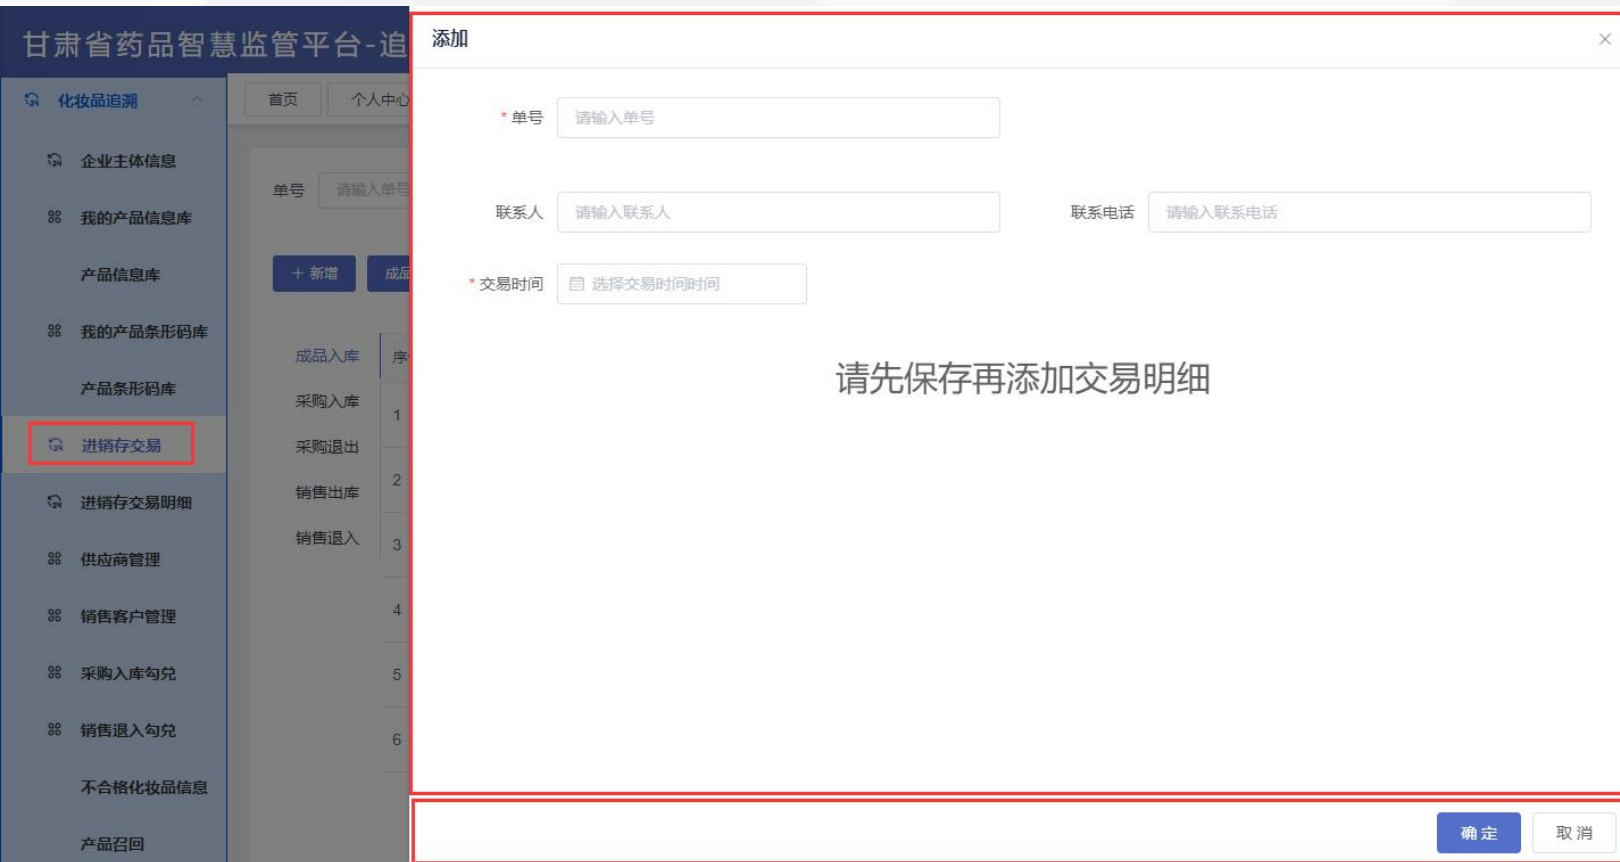 甘肃省药品智慧监管平台-追
化妆品追溯
企业主体信息
我的产品信息库
产品信息库
我的产品条形码库
产品条形码库
进销存交易
进销存交易明细
供应商管理
销售客户管理
采购入库勾兑
销售退入勾兑
不合格化妆品信息
产品召回
首页
个人中心
单号 请输入单号
+ 新增 成品
成品入库
采购入库
采购退出
销售出库
销售退入
序
1
2
3
4
5
6
添加
* 单号 请输入单号
联系人 请输入联系人 联系电话 请输入联系电话
* 交易时间 选择交易时间时间
请先保存再添加交易明细
确定 取消